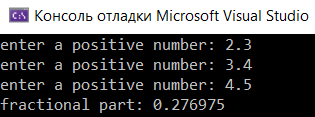 Консоль отладки Microsoft Visual Studio
enter a positive number: 2.3
enter a positive number: 3.4
enter a positive number: 4.5
fractional part: 0.276975